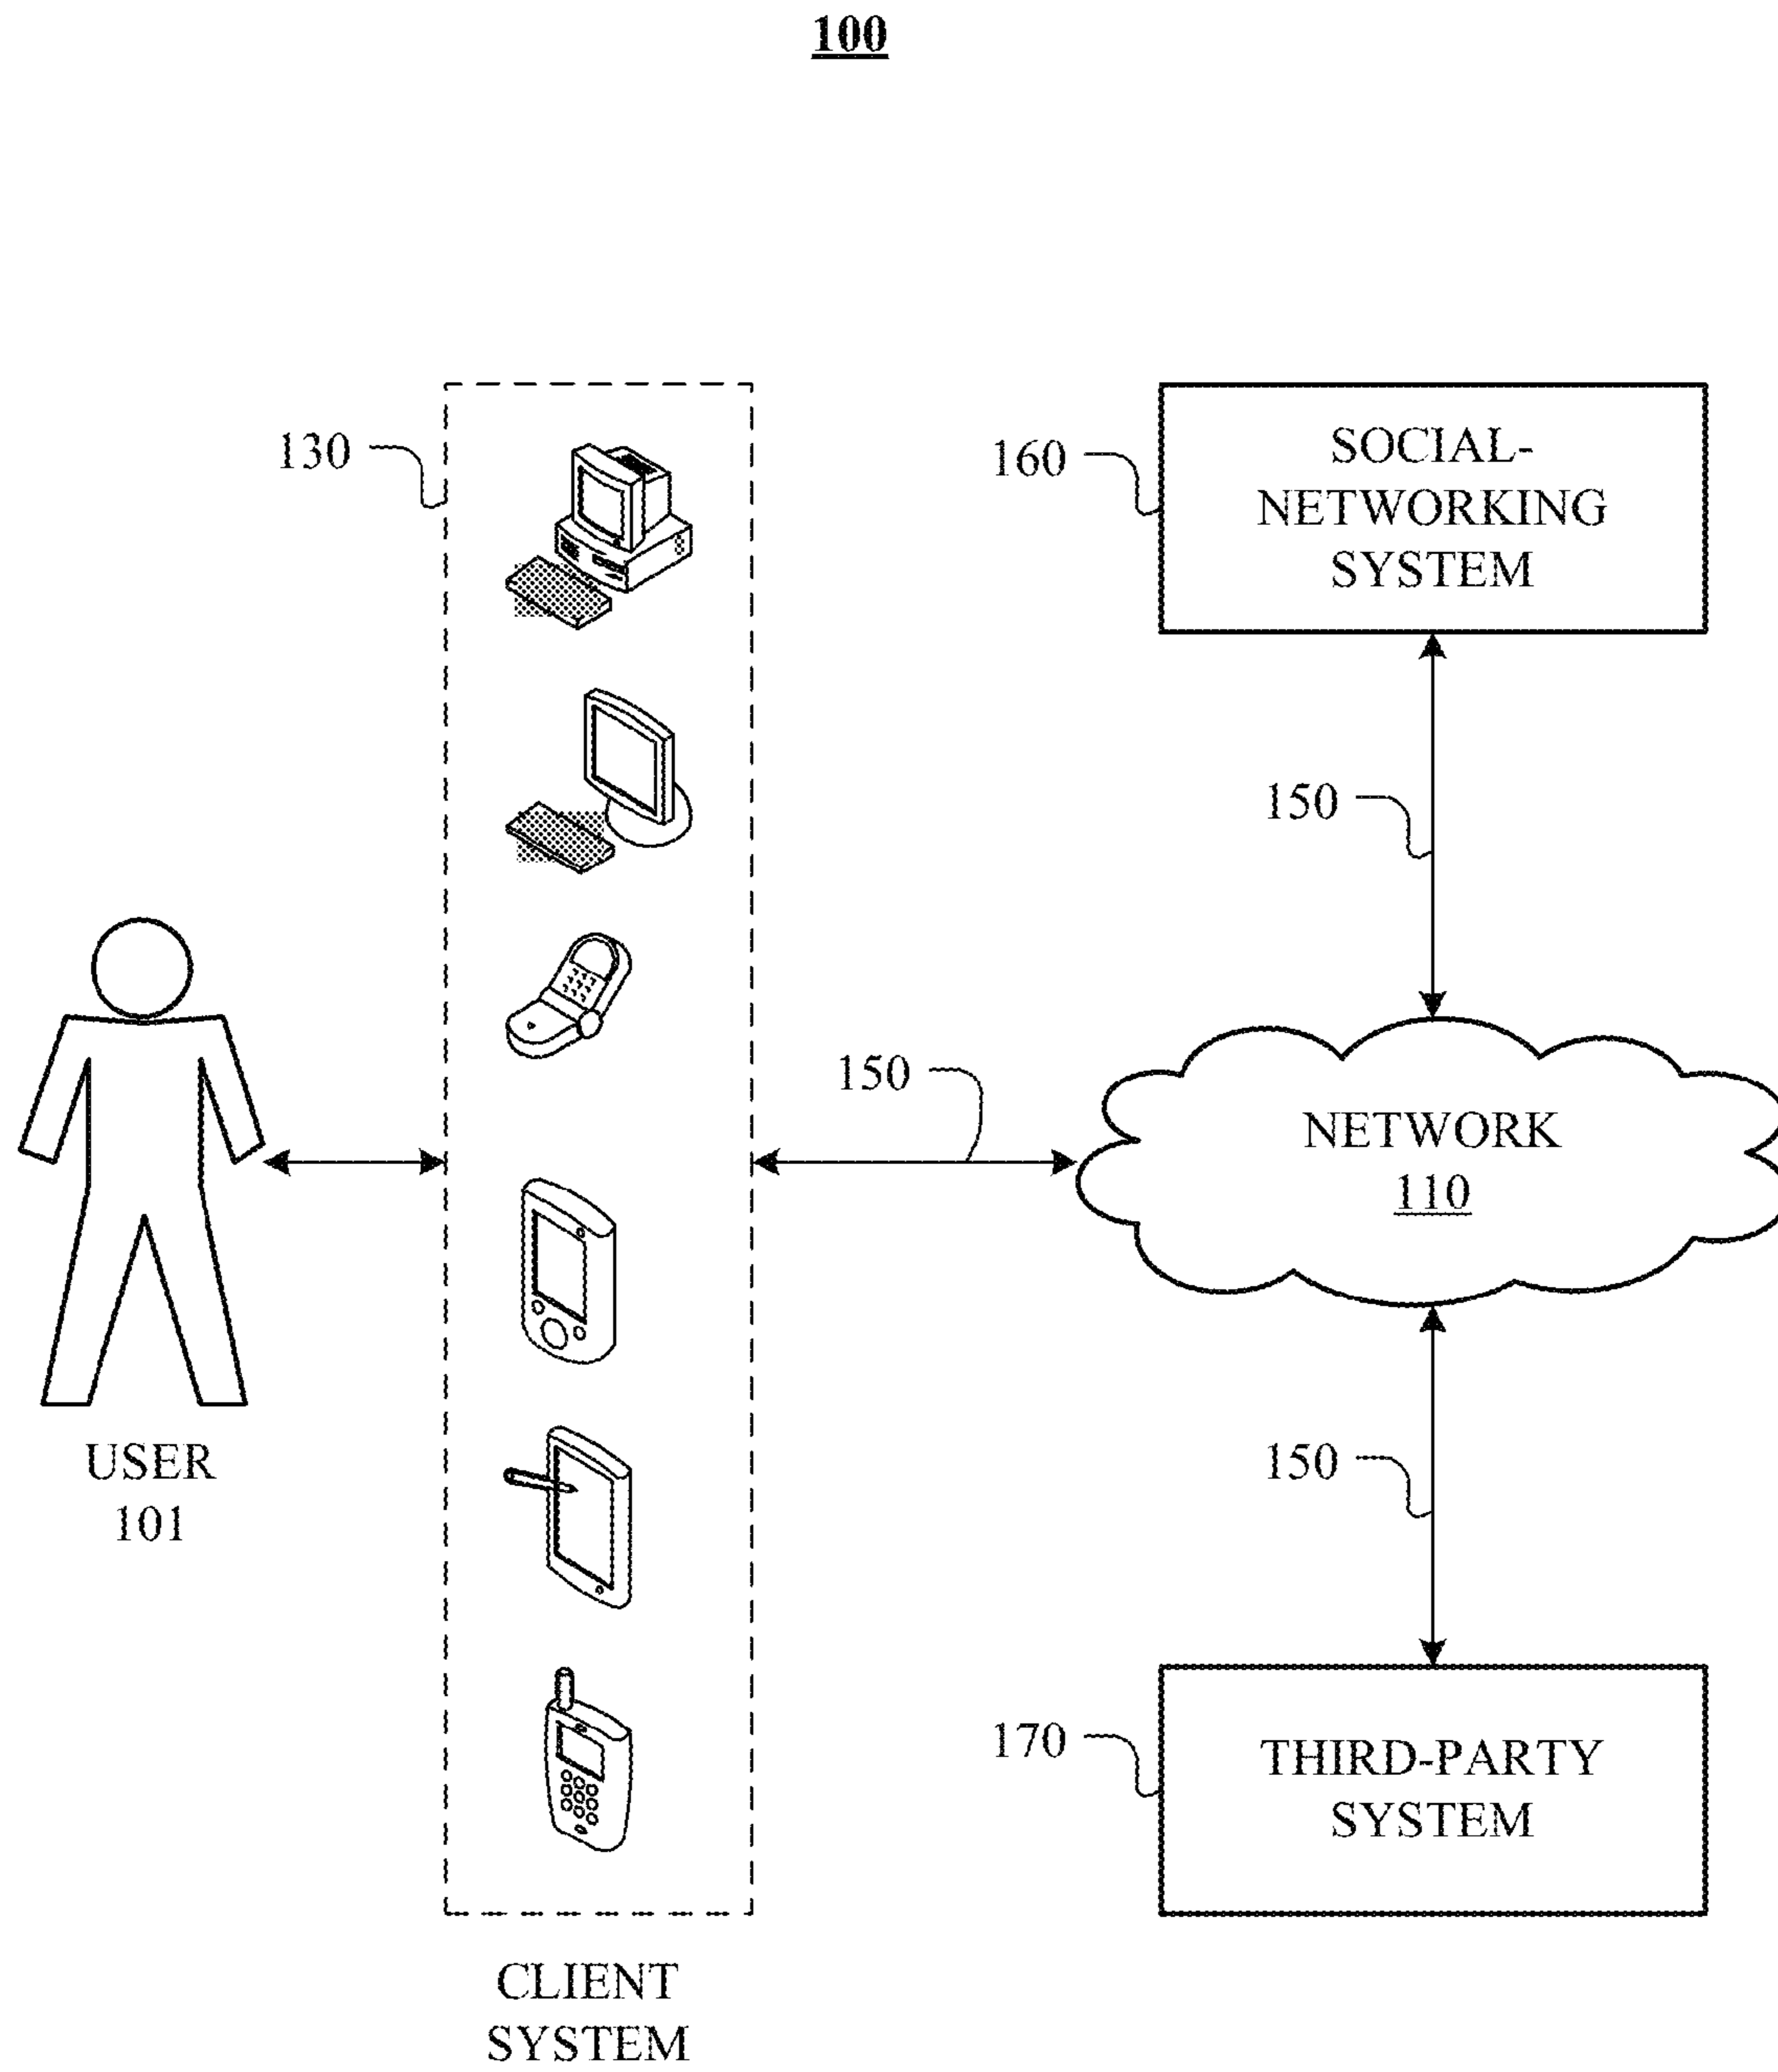 100
130
160
SOCIAL-
NETWORKING
SYSTEM
150
150
NETWORK
110
USER
101
150
170
THIRD-PARTY
SYSTEM
CLIENT
SYSTEM